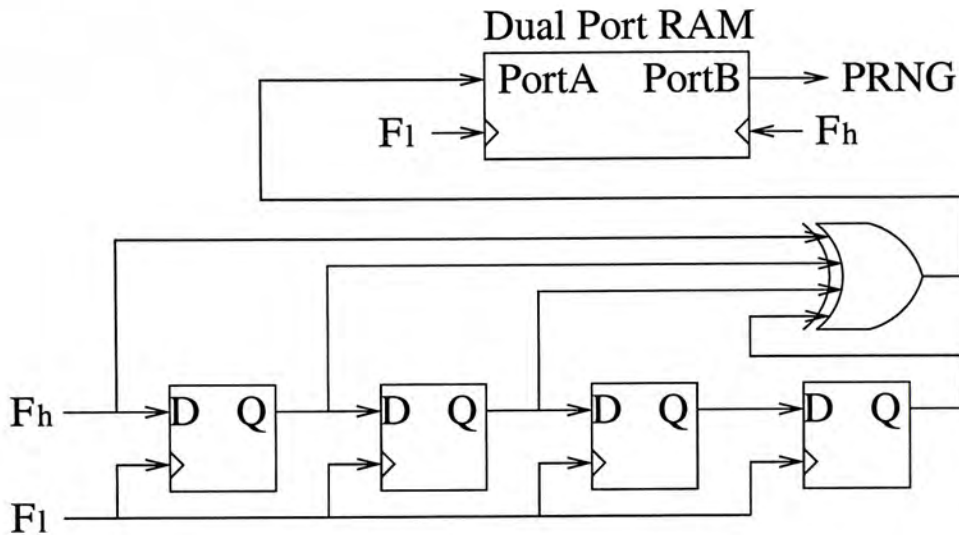 Dual Port RAM
PortA PortB PRNG
Fl Fh
Fh D Q D Q D Q D Q
Fl